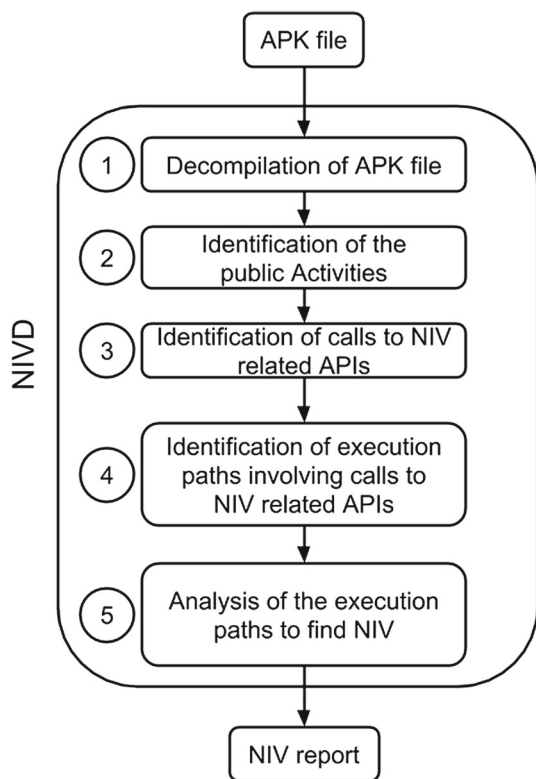 APK file
NIVD
1
Decompilation of APK file
2
Identification of the
public Activities
3
Identification of calls to NIV
related APIs
4
Identification of execution
paths involving calls to
NIV related APIs
5
Analysis of the execution
paths to find NIV
NIV report